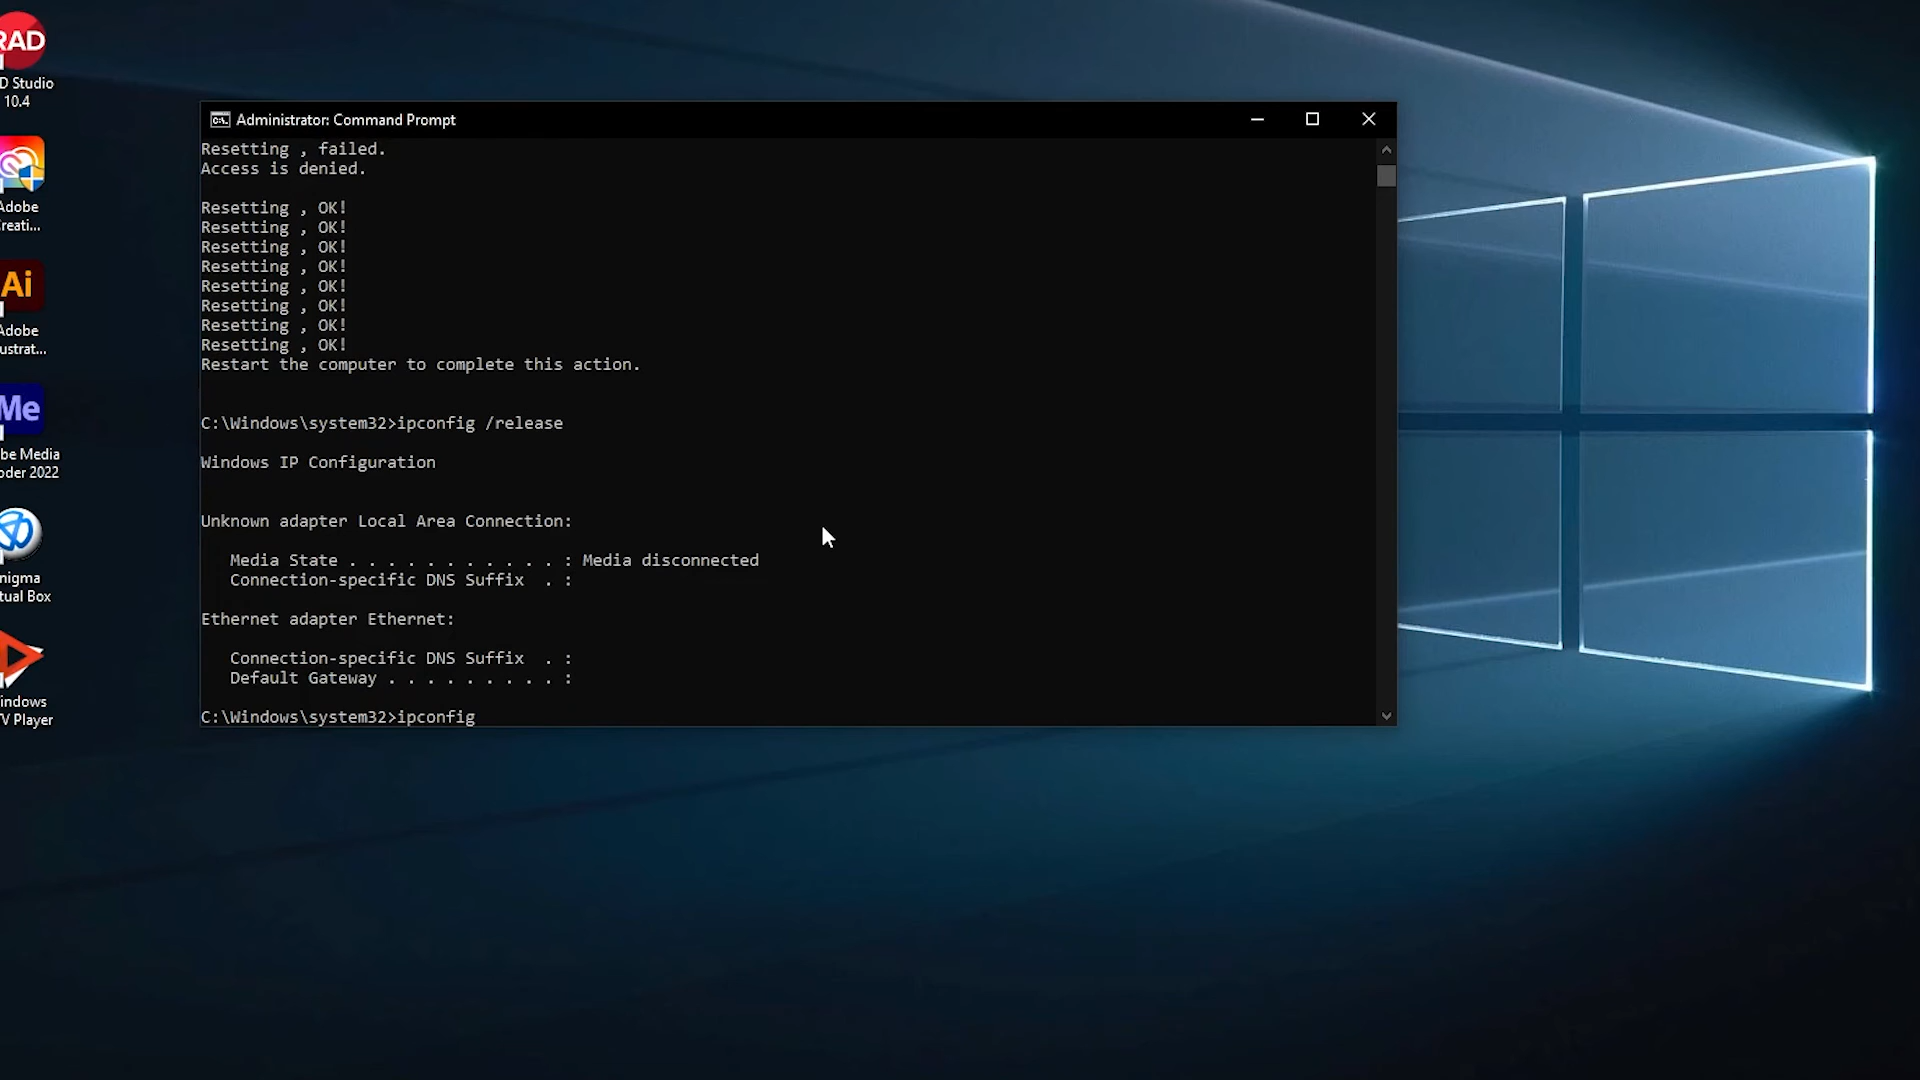 RAD
D Studio
10.4
Adobe
Creati...
Ai
Adobe
ustrat...
Me
be Media
oder 2022
nigma
tual Box
indows
V Player
Administrator: Command Prompt
Resetting , failed.
Access is denied.
Resetting , OK!
Resetting , OK!
Resetting , OK!
Resetting , OK!
Resetting , OK!
Resetting , OK!
Resetting , OK!
Resetting , OK!
Restart the computer to complete this action.
C:\Windows\system32>ipconfig /release
Windows IP Configuration
Unknown adapter Local Area Connection:
Media State . . . . . . . . . . . : Media disconnected
Connection-specific DNS Suffix  . :
Ethernet adapter Ethernet:
Connection-specific DNS Suffix  . :
Default Gateway . . . . . . . . . :
C:\Windows\system32>ipconfig